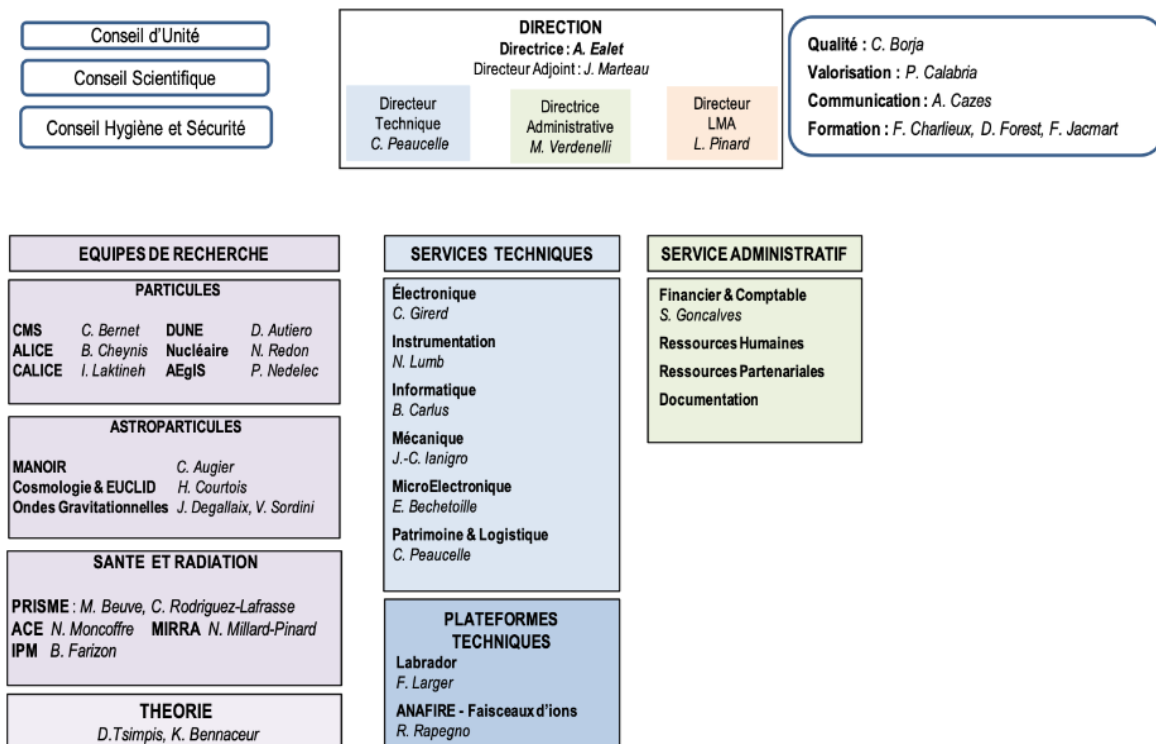 Conseil d'Unité
Conseil Scientifique
Conseil Hygiène et Sécurité
DIRECTION
Directrice : A. Ealet
Directeur Adjoint : J. Marteau
Directeur
Technique
C. Peaucelle
Directrice
Administrative
M. Verdenelli
Directeur
LMA
L. Pinard
Qualité : C. Borja
Valorisation : P. Calabria
Communication : A. Cazes
Formation : F. Charlieux, D. Forest, F. Jacmart
EQUIPES DE RECHERCHE
PARTICULES
CMS C. Bernet DUNE D. Autiero
ALICE B. Cheynis Nucléaire N. Redon
CALICE I. Laktineh AEgIS P. Nedelec
ASTROPARTICULES
MANOIR C. Augier
Cosmologie & EUCLID H. Courtois
Ondes Gravitationnelles J. Degallaix, V. Sordini
SANTE ET RADIATION
PRISME : M. Beuve, C. Rodriguez-Lafrasse
ACE N. Moncoffre MIRRA N. Millard-Pinard
IPM B. Farizon
THEORIE
D.Tsimpis, K. Bennaceur
SERVICES TECHNIQUES
Électronique
C. Girerd
Instrumentation
N. Lumb
Informatique
B. Carlus
Mécanique
J.-C. Ianigro
MicroElectronique
E. Bechetoille
Patrimoine & Logistique
C. Peaucelle
PLATEFORMES
TECHNIQUES
Labrador
F. Larger
ANAFIRE - Faisceaux d'ions
R. Rapegno
SERVICE ADMINISTRATIF
Financier & Comptable
S. Goncalves
Ressources Humaines
Ressources Partenariales
Documentation